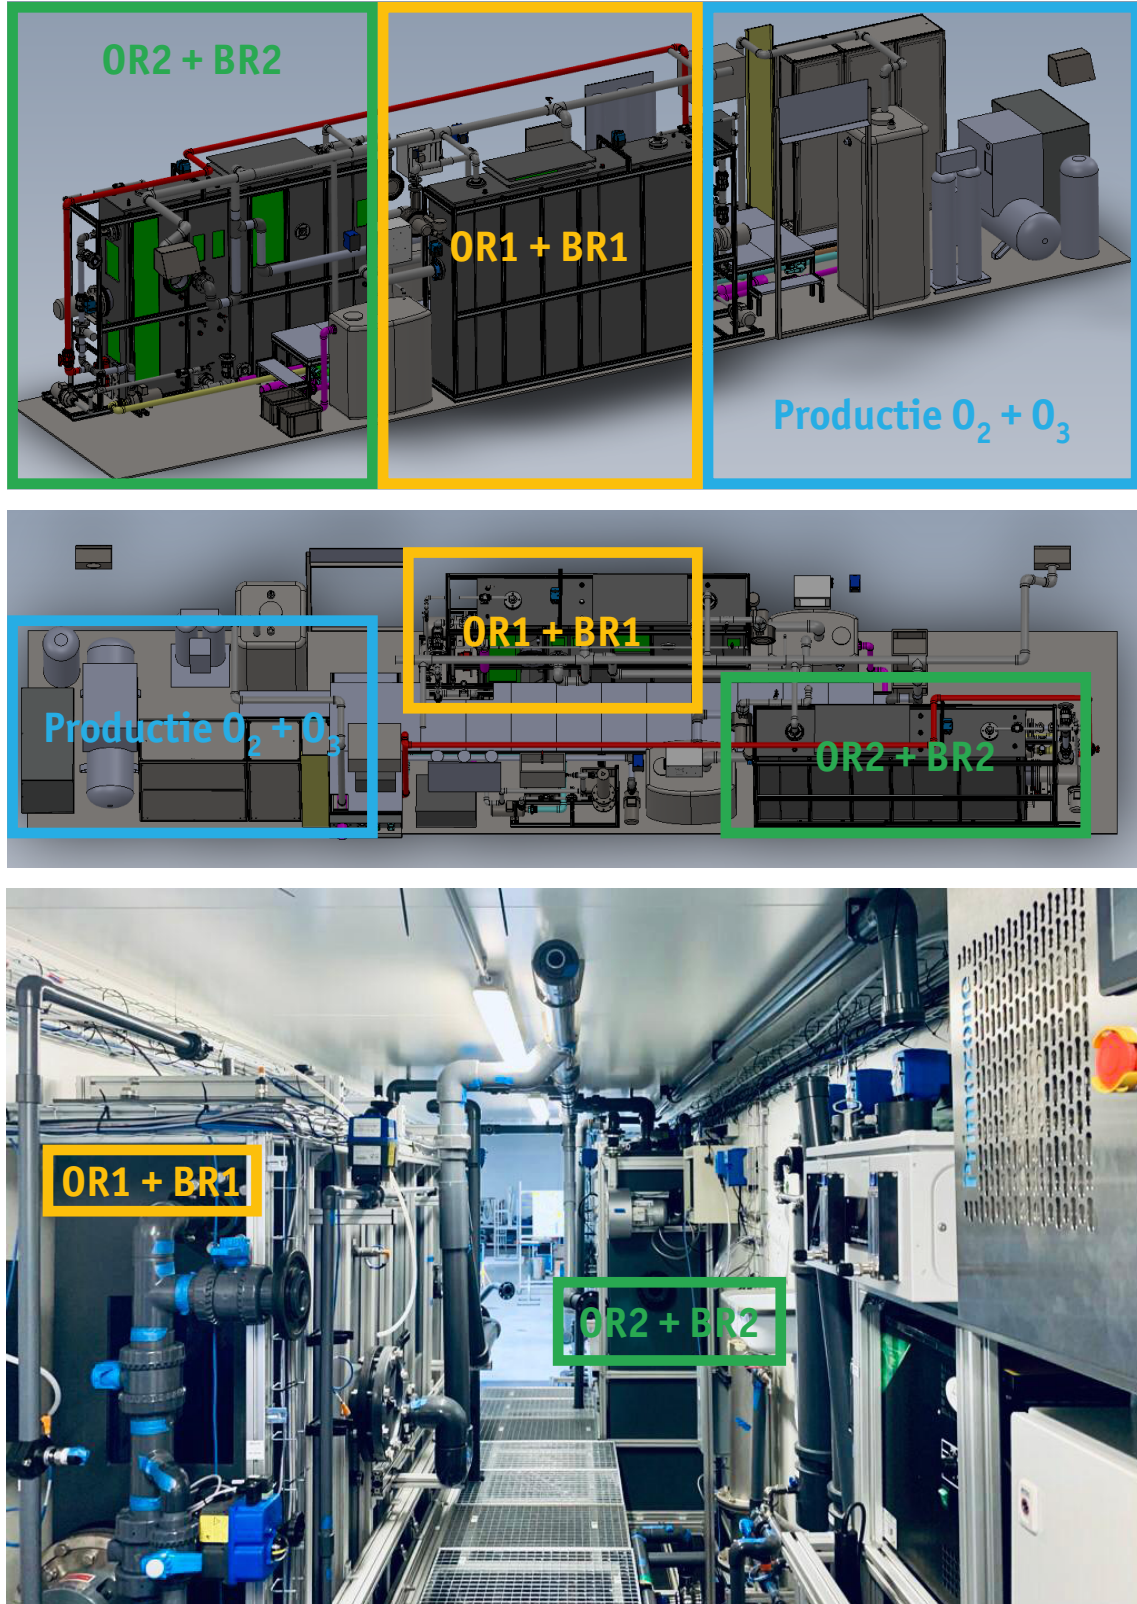 OR2 + BR2
OR1 + BR1
Productie O₂ + O₃
OR1 + BR1
Productie O₂ + O₃
OR2 + BR2
OR1 + BR1
OR2 + BR2
Primozone